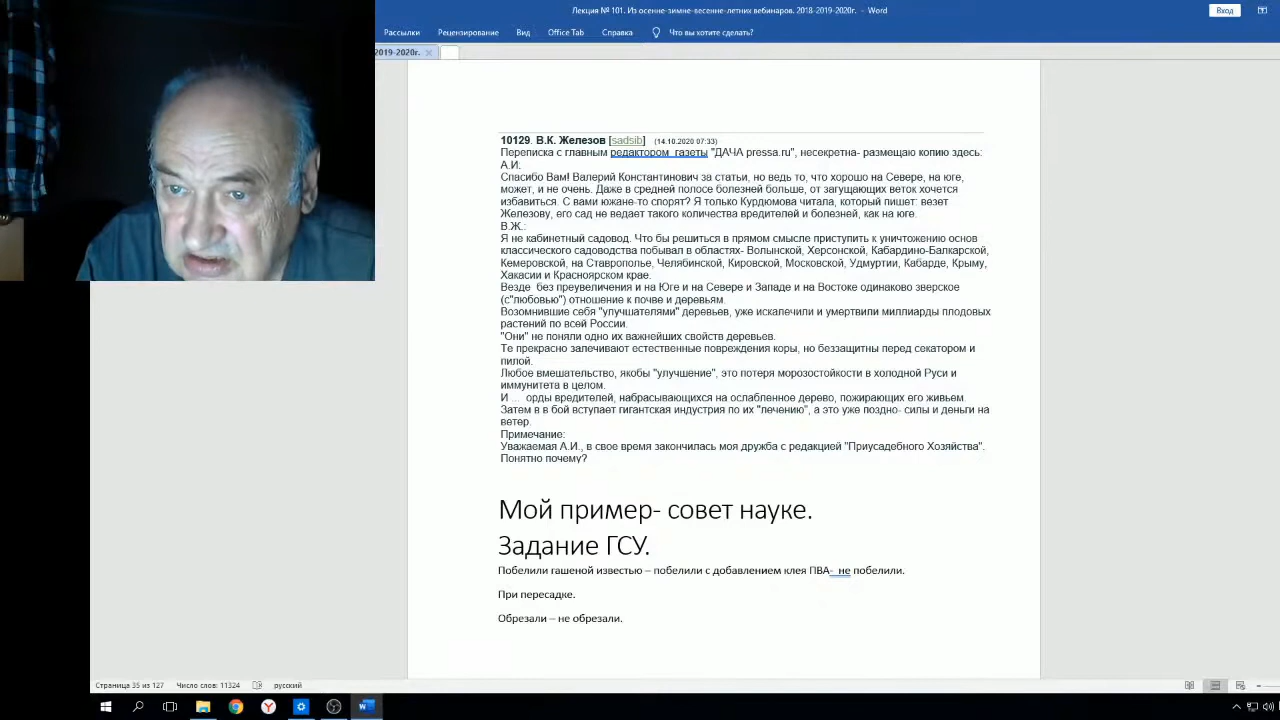 Лекция № 101. Из осенне-зимне-весенне-летних вебинаров. 2018-2019-2020г. - Word
Вход
Рассылки Рецензирование Вид Office Tab Справка Что вы хотите сделать?
2019-2020г.
10129. В.К. Железов [sadsib] (14.10.2020 07:33)
Переписка с главным редактором газеты "ДАЧА pressa.ru", несекретна- размещаю копию здесь:
А.И.
Спасибо Вам! Валерий Константинович за статьи, но ведь то, что хорошо на Севере, на юге,
может, и не очень. Даже в средней полосе болезней больше, от загущающих веток хочется
избавиться. С вами южане-то спорят? Я только Курдюмова читала, который пишет: везет
Железову, его сад не ведает такого количества вредителей и болезней, как на юге.
В.Ж.:
Я не кабинетный садовод. Что бы решиться в прямом смысле приступить к уничтожению основ
классического садоводства побывал в областях- Волынской, Херсонской, Кабардино-Балкарской,
Кемеровской, на Ставрополье, Челябинской, Кировской, Московской, Удмуртии, Кабарде, Крыму,
Хакасии и Красноярском крае.
Везде без преувеличения и на Юге и на Севере и Западе и на Востоке одинаково зверское
(с"любовью") отношение к почве и деревьям.
Возомнившие себя "улучшателями" деревьев, уже искалечили и умертвили миллиарды плодовых
растений по всей России.
"Они" не поняли одно их важнейших свойств деревьев.
Те прекрасно залечивают естественные повреждения коры, но беззащитны перед секатором и
пилой.
Любое вмешательство, якобы "улучшение", это потеря морозостойкости в холодной Руси и
иммунитета в целом.
И ... орды вредителей, набрасывающихся на ослабленное дерево, пожирающих его живьем.
Затем в в бой вступает гигантская индустрия по их "лечению", а это уже поздно- силы и деньги на
ветер.
Примечание:
Уважаемая А.И., в свое время закончилась моя дружба с редакцией "Приусадебного Хозяйства".
Понятно почему?
Мой пример- совет науке.
Задание ГСУ.
Побелили гашеной известью – побелили с добавлением клея ПВА- не побелили.
При пересадке.
Обрезали – не обрезали.
Страница 35 из 127 Число слов: 11324 русский